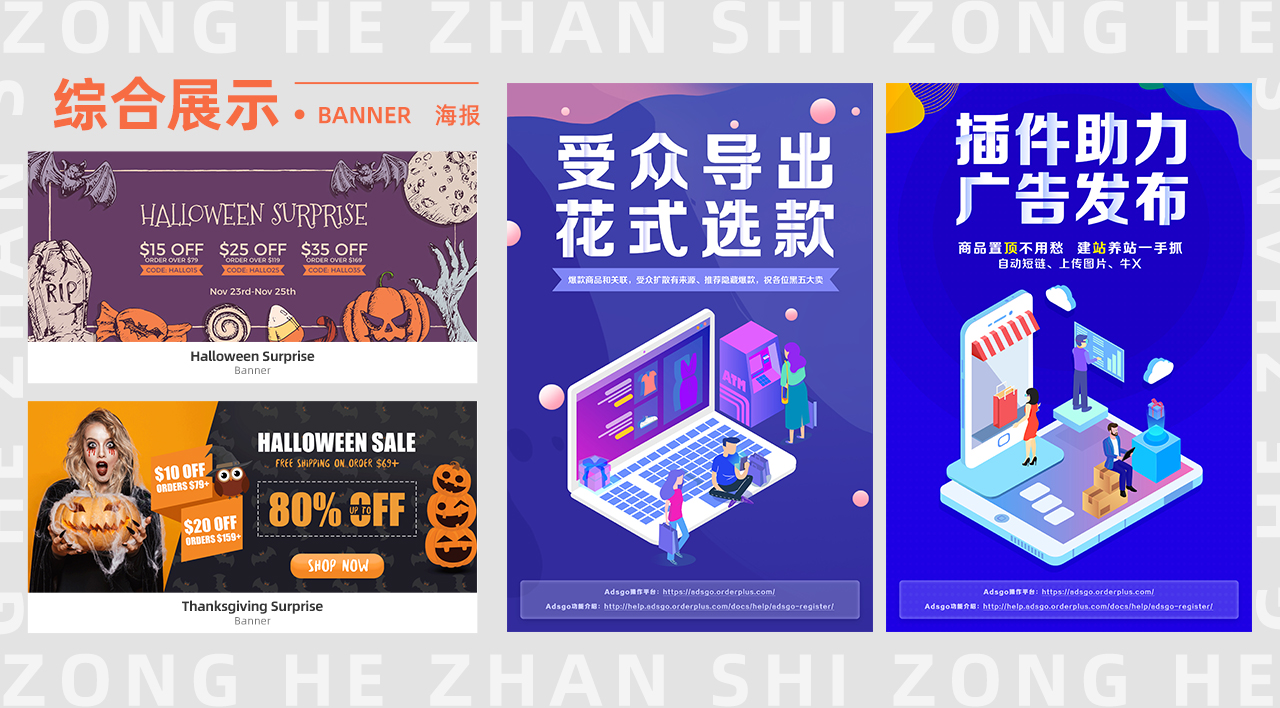 ZONG HE ZHAN SHI ZONG HE
综合展示
BANNER 海报
HALLOWEEN SURPRISE
$15 OFF $25 OFF $35 OFF
ORDER OVER $79 ORDER OVER $119 ORDER OVER $169
CODE: HALLO15 CODE: HALLO25 CODE: HALLO35
Nov 23rd-Nov 25th
RIP
Halloween Surprise
Banner
$10 OFF
ORDERS $79+
$20 OFF
ORDERS $159+
HALLOWEEN SALE
FREE SHIPPING ON ORDER $69+
80% UP TO OFF
SHOP NOW
Thanksgiving Surprise
Banner
受众导出
花式选款
爆款商品和关联，受众扩散有来源、推荐隐藏爆款，祝各位黑五大卖
ATM
Adsgo操作平台：https://adsgo.orderplus.com/
Adsgo功能介绍：http://help.adsgo.orderplus.com/docs/help/adsgo-register/
插件助力
广告发布
商品置顶不用愁 建站养站一手抓
自动短链、上传图片、牛X
Adsgo操作平台：https://adsgo.orderplus.com/
Adsgo功能介绍：http://help.adsgo.orderplus.com/docs/help/adsgo-register/
ZONG HE ZHAN SHI ZONG HE